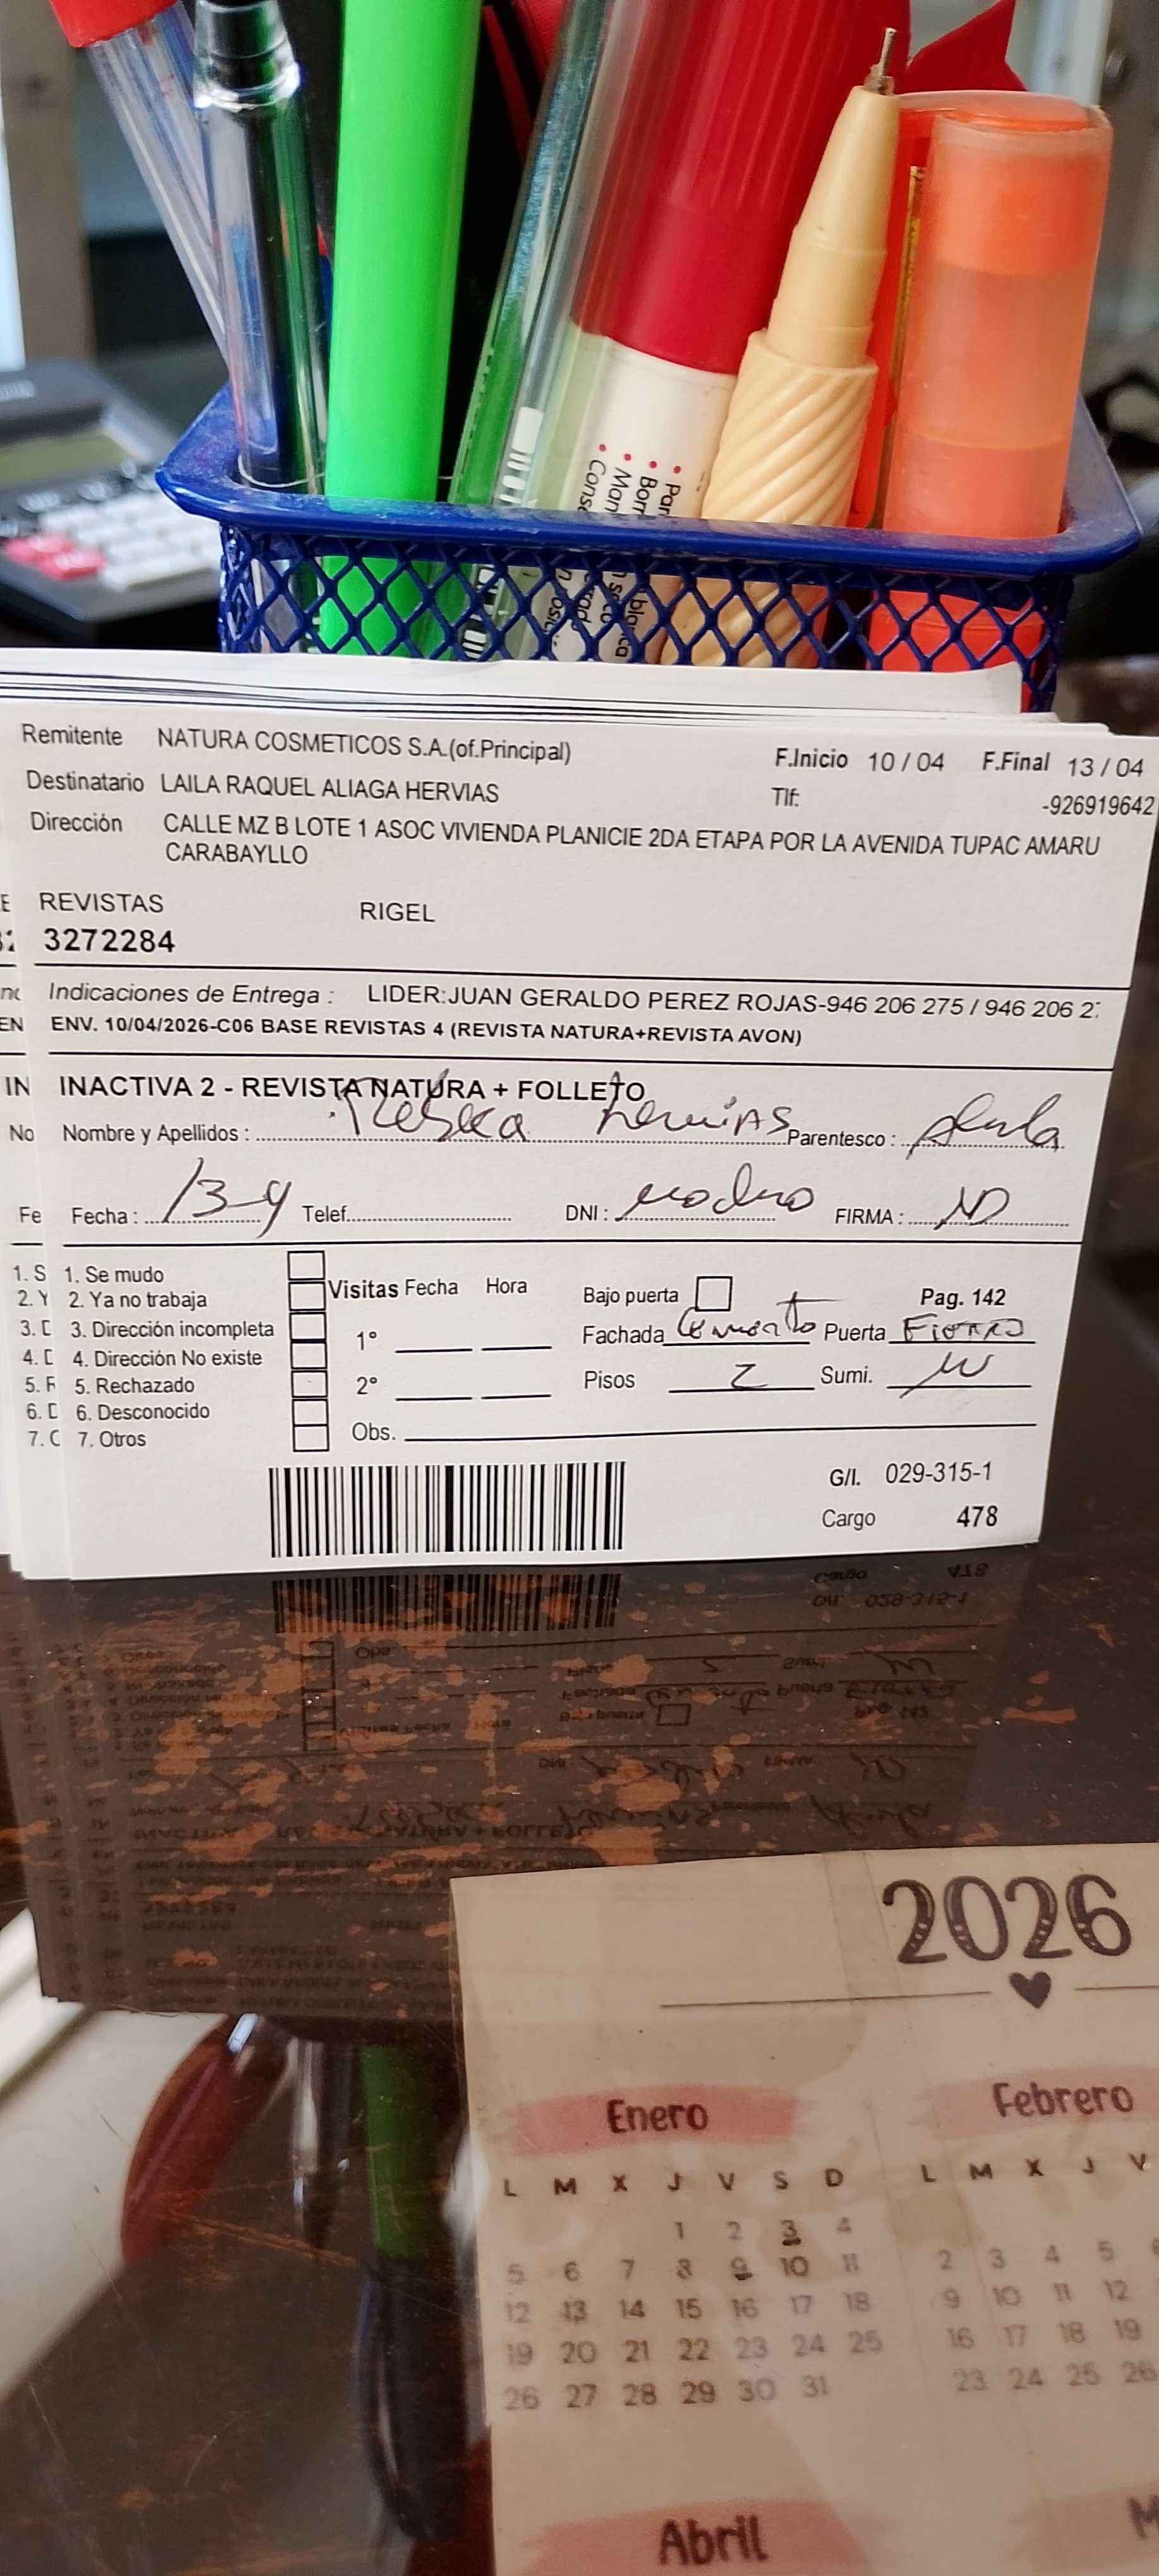 • Par
• Borr
• Man
• Conse
Remitente NATURA COSMETICOS S.A.(of.Principal) F.Inicio 10 / 04 F.Final 13 / 04
Destinatario LAILA RAQUEL ALIAGA HERVIAS Tlf: -926919642
Dirección CALLE MZ B LOTE 1 ASOC VIVIENDA PLANICIE 2DA ETAPA POR LA AVENIDA TUPAC AMARU
CARABAYLLO
REVISTAS RIGEL
3272284
Indicaciones de Entrega : LIDER:JUAN GERALDO PEREZ ROJAS-946 206 275 / 946 206 2
ENV. 10/04/2026-C06 BASE REVISTAS 4 (REVISTA NATURA+REVISTA AVON)
INACTIVA 2 - REVISTA NATURA + FOLLETO
Nombre y Apellidos : Hervias Parentesco :
Fecha : 13-4 Telef. DNI : FIRMA : ND
1. Se mudo
2. Ya no trabaja Visitas Fecha Hora Bajo puerta Pag. 142
3. Dirección incompleta 1° Fachada Cemento Puerta Fierro
4. Dirección No existe
5. Rechazado 2° Pisos 2 Sumi.
6. Desconocido
7. Otros Obs.
G/I. 029-315-1
Cargo 478
2026
Enero Febrero
L M X J V S D L M X J V
1 2 3 4
5 6 7 8 9 10 11 2 3 4 5
12 13 14 15 16 17 18 9 10 11 12
19 20 21 22 23 24 25 16 17 18 19
26 27 28 29 30 31 23 24 25 26
Abril M